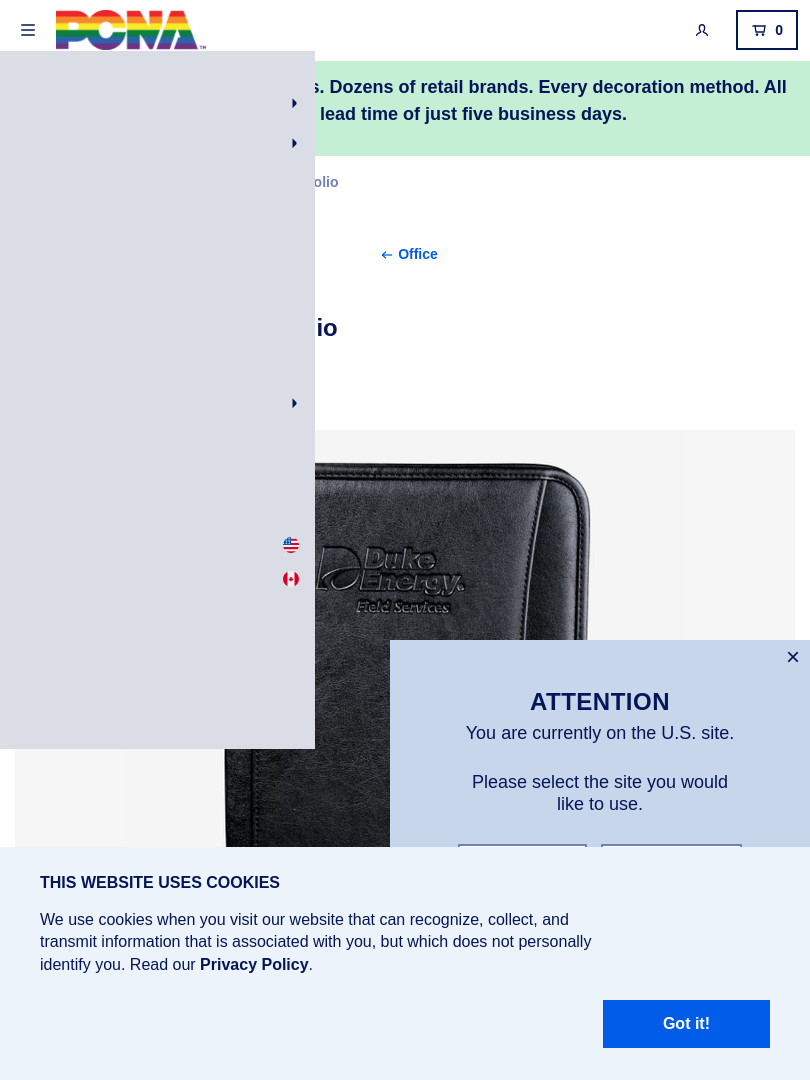 PCNA™
0
s. Dozens of retail brands. Every decoration method. All
lead time of just five business days.
olio
← Office
io
Duke
Energy®
Field Services
×
ATTENTION
You are currently on the U.S. site.
Please select the site you would
like to use.
THIS WEBSITE USES COOKIES
We use cookies when you visit our website that can recognize, collect, and
transmit information that is associated with you, but which does not personally
identify you. Read our Privacy Policy.
Got it!